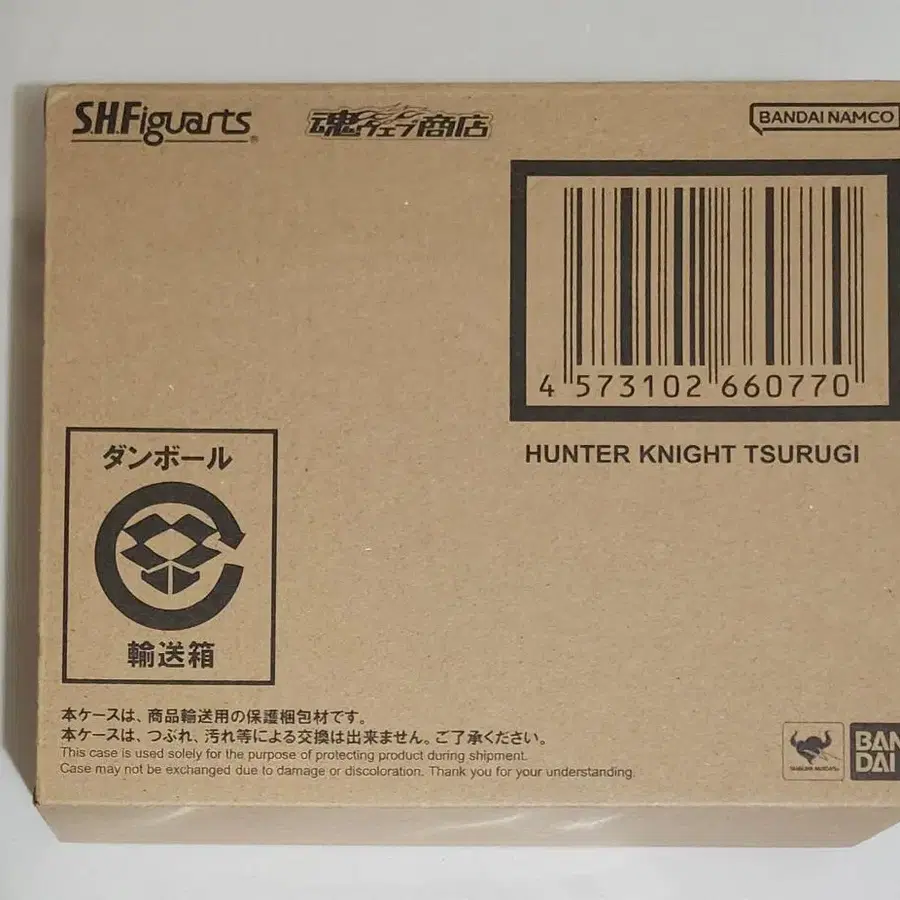 S.H.Figuarts
魂ウェブ商店
BANDAI NAMCO
4 573102 660770
HUNTER KNIGHT TSURUGI
ダンボール
輸送箱
本ケースは、商品輸送用の保護梱包材です。
本ケースは、つぶれ、汚れ等による交換は出来ません。ご了承ください。
This case is used solely for the purpose of protecting product during shipment.
Case may not be exchanged due to damage or discoloration. Thank you for your understanding.
BAN
DAI